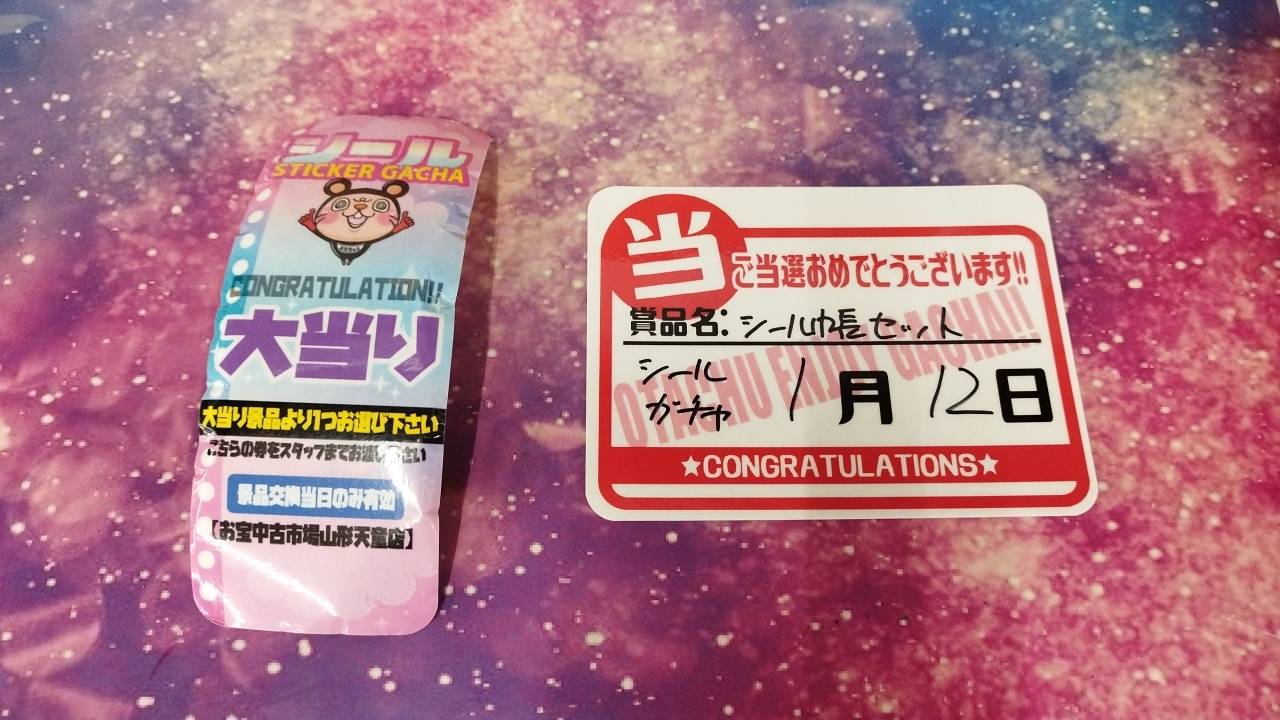 シール
STICKER GACHA
CONGRATULATION!!
大当り
大当り景品より1つお選び下さい
こちらの券をスタッフまでお渡し下さい
景品交換当日のみ有効
【お宝中古市場山形天童店】
当
ご当選おめでとうございます!!
賞品名:シール帳セット
OTACHU ENJOY GACHA!!
シール
ガチャ 1月12日
★CONGRATULATIONS★